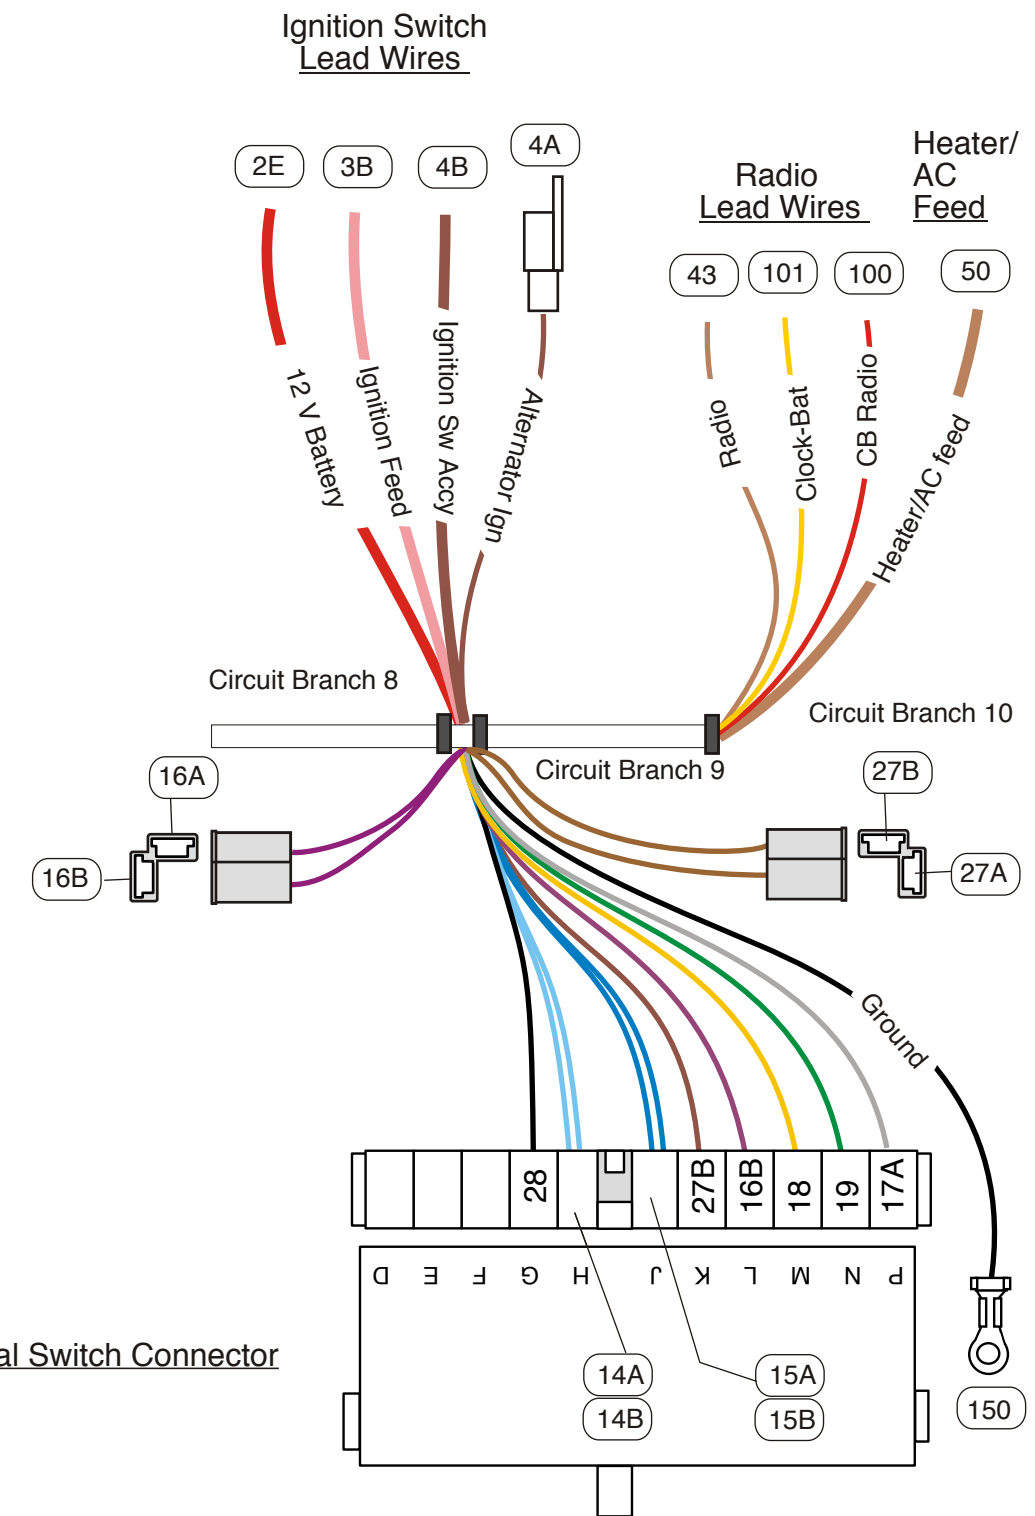 Ignition Switch
Lead Wires
2E
3B
4B
4A
Radio
Lead Wires
Heater/
AC
Feed
43
101
100
50
12 V Battery
Ignition Feed
Ignition Sw Accy
Alternator Ign
Radio
Clock-Bat
CB Radio
Heater/AC feed
Circuit Branch 8
Circuit Branch 10
Circuit Branch 9
16A
16B
27B
27A
Ground
28
27B
16B
18
19
17A
D
E
F
G
H
J
K
L
M
N
P
al Switch Connector
14A
14B
15A
15B
150